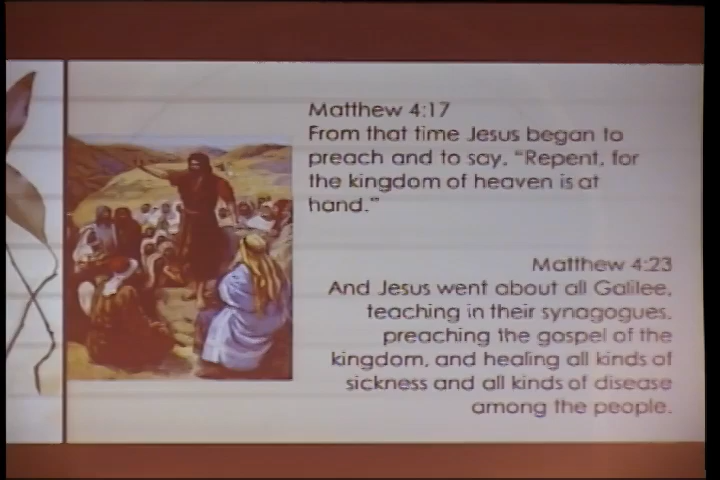 Matthew 4:17
From that time Jesus began to
preach and to say, "Repent, for
the kingdom of heaven is at
hand."
Matthew 4:23
And Jesus went about all Galilee,
teaching in their synagogues,
preaching the gospel of the
kingdom, and healing all kinds of
sickness and all kinds of disease
among the people.